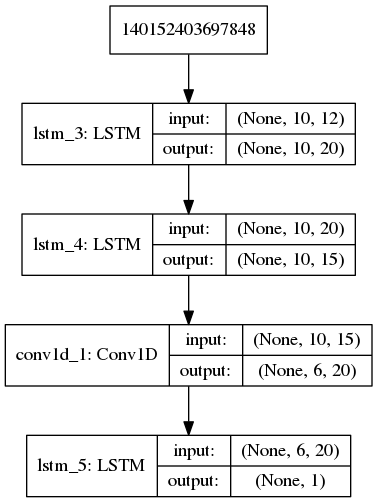 140152403697848
lstm_3: LSTM
input: (None, 10, 12)
output: (None, 10, 20)
lstm_4: LSTM
input: (None, 10, 20)
output: (None, 10, 15)
conv1d_1: Conv1D
input: (None, 10, 15)
output: (None, 6, 20)
lstm_5: LSTM
input: (None, 6, 20)
output: (None, 1)